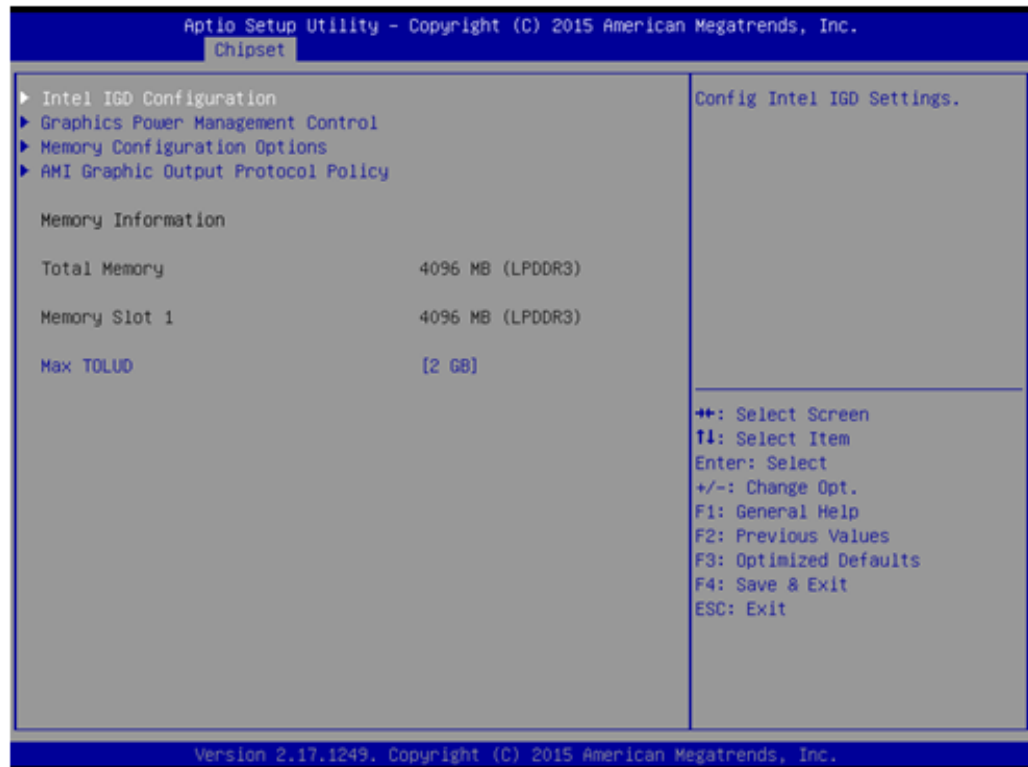 Aptio Setup Utility – Copyright (C) 2015 American Megatrends, Inc.
Chipset
Intel IGD Configuration
Graphics Power Management Control
Memory Configuration Options
AMI Graphic Output Protocol Policy
Memory Information
Total Memory 4096 MB (LPDDR3)
Memory Slot 1 4096 MB (LPDDR3)
Max TOLUD [2 GB]
Config Intel IGD Settings.
→←: Select Screen
↑↓: Select Item
Enter: Select
+/-: Change Opt.
F1: General Help
F2: Previous Values
F3: Optimized Defaults
F4: Save & Exit
ESC: Exit
Version 2.17.1249. Copyright (C) 2015 American Megatrends, Inc.